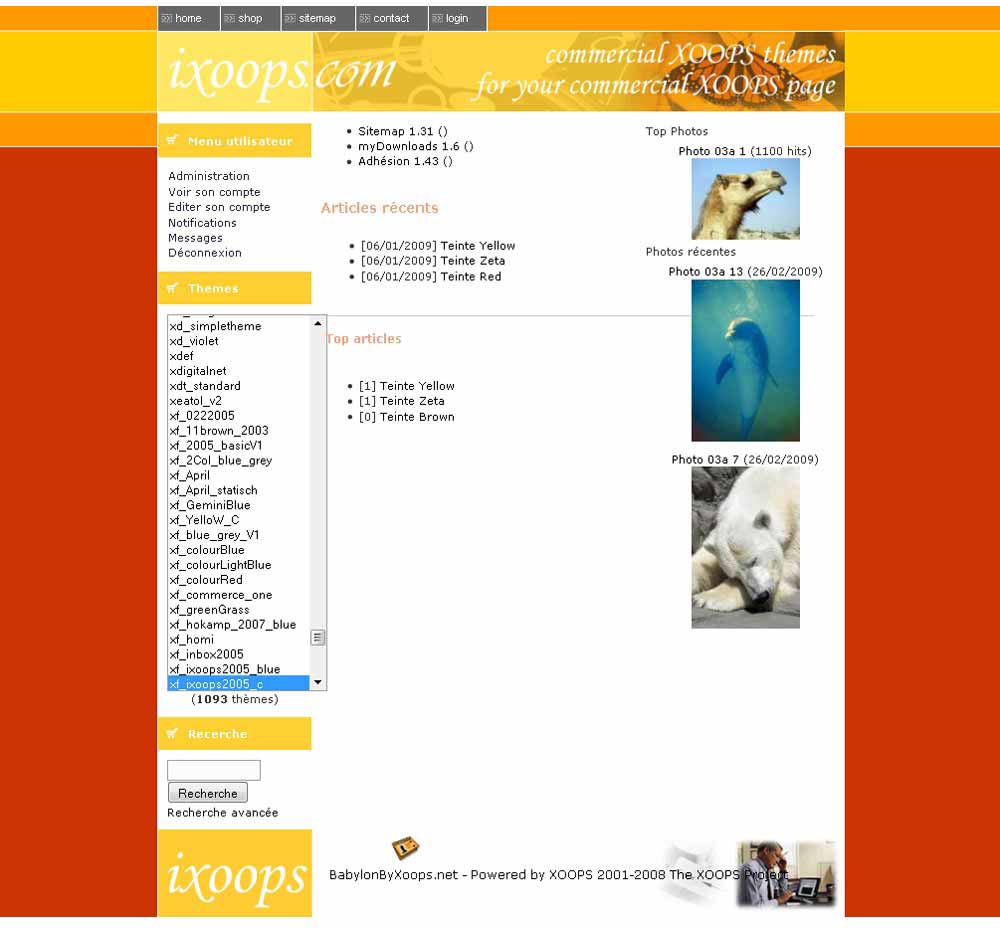 home
shop
sitemap
contact
login
ixoops.com
commercial XOOPS themes
for your commercial XOOPS page
Menu utilisateur
Administration
Voir son compte
Editer son compte
Notifications
Messages
Déconnexion
Themes
xd_simpletheme
xd_violet
xdef
xdigitalnet
xdt_standard
xeatol_v2
xf_0222005
xf_11brown_2003
xf_2005_basicV1
xf_2Col_blue_grey
xf_April
xf_April_statisch
xf_GeminiBlue
xf_YelloW_C
xf_blue_grey_V1
xf_colourBlue
xf_colourLightBlue
xf_colourRed
xf_commerce_one
xf_greenGrass
xf_hokamp_2007_blue
xf_homi
xf_inbox2005
xf_ixoops2005_blue
xf_ixoops2005_c
(1093 thèmes)
Recerche
Recherche
Recherche avancée
ixoops
Sitemap 1.31 ()
myDownloads 1.6 ()
Adhésion 1.43 ()
Articles récents
[06/01/2009] Teinte Yellow
[06/01/2009] Teinte Zeta
[06/01/2009] Teinte Red
Top articles
[1] Teinte Yellow
[1] Teinte Zeta
[0] Teinte Brown
Top Photos
Photo 03a 1 (1100 hits)
Photos récentes
Photo 03a 13 (26/02/2009)
Photo 03a 7 (26/02/2009)
BabylonByXoops.net - Powered by XOOPS 2001-2008 The XOOPS Project